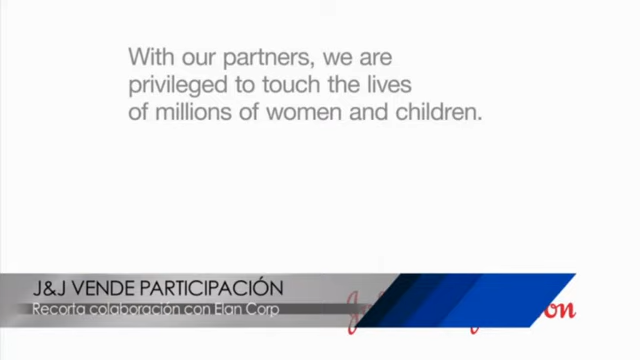 With our partners, we are
privileged to touch the lives
of millions of women and children.
J&J VENDE PARTICIPACIÓN
Recorta colaboración con Elan Corp